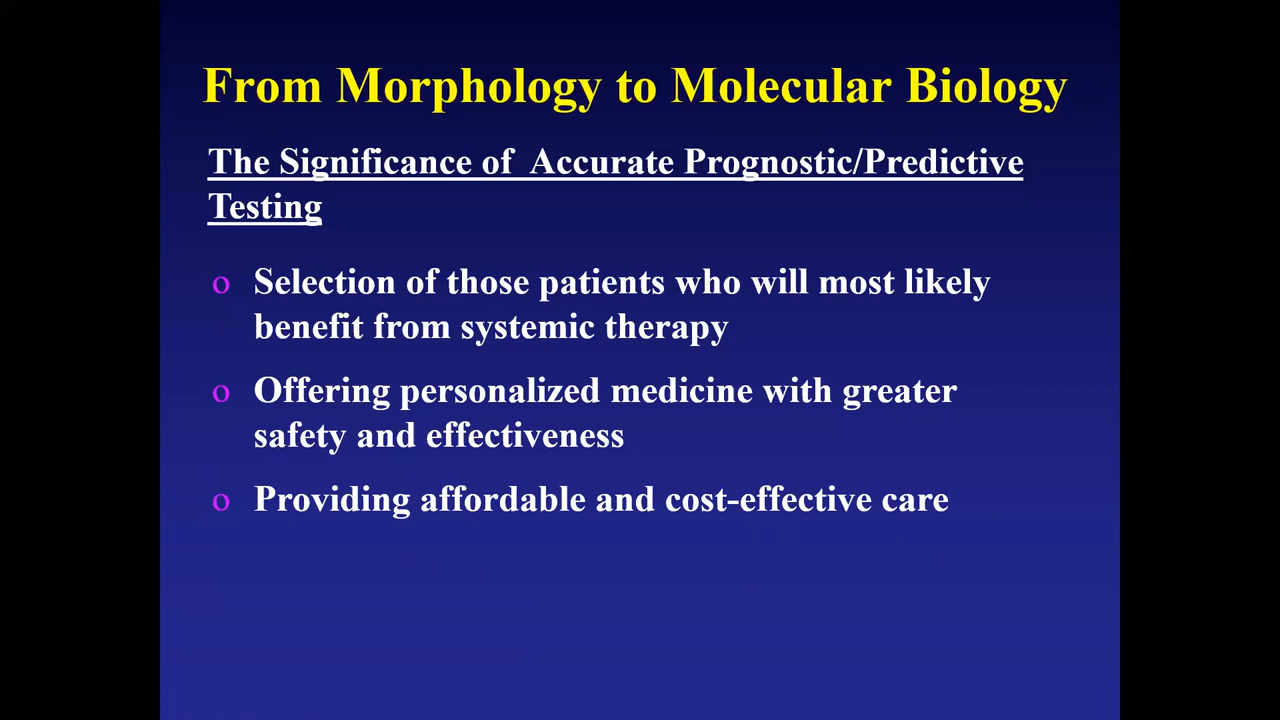 From Morphology to Molecular Biology
The Significance of Accurate Prognostic/Predictive
Testing
o Selection of those patients who will most likely
benefit from systemic therapy
o Offering personalized medicine with greater
safety and effectiveness
o Providing affordable and cost-effective care